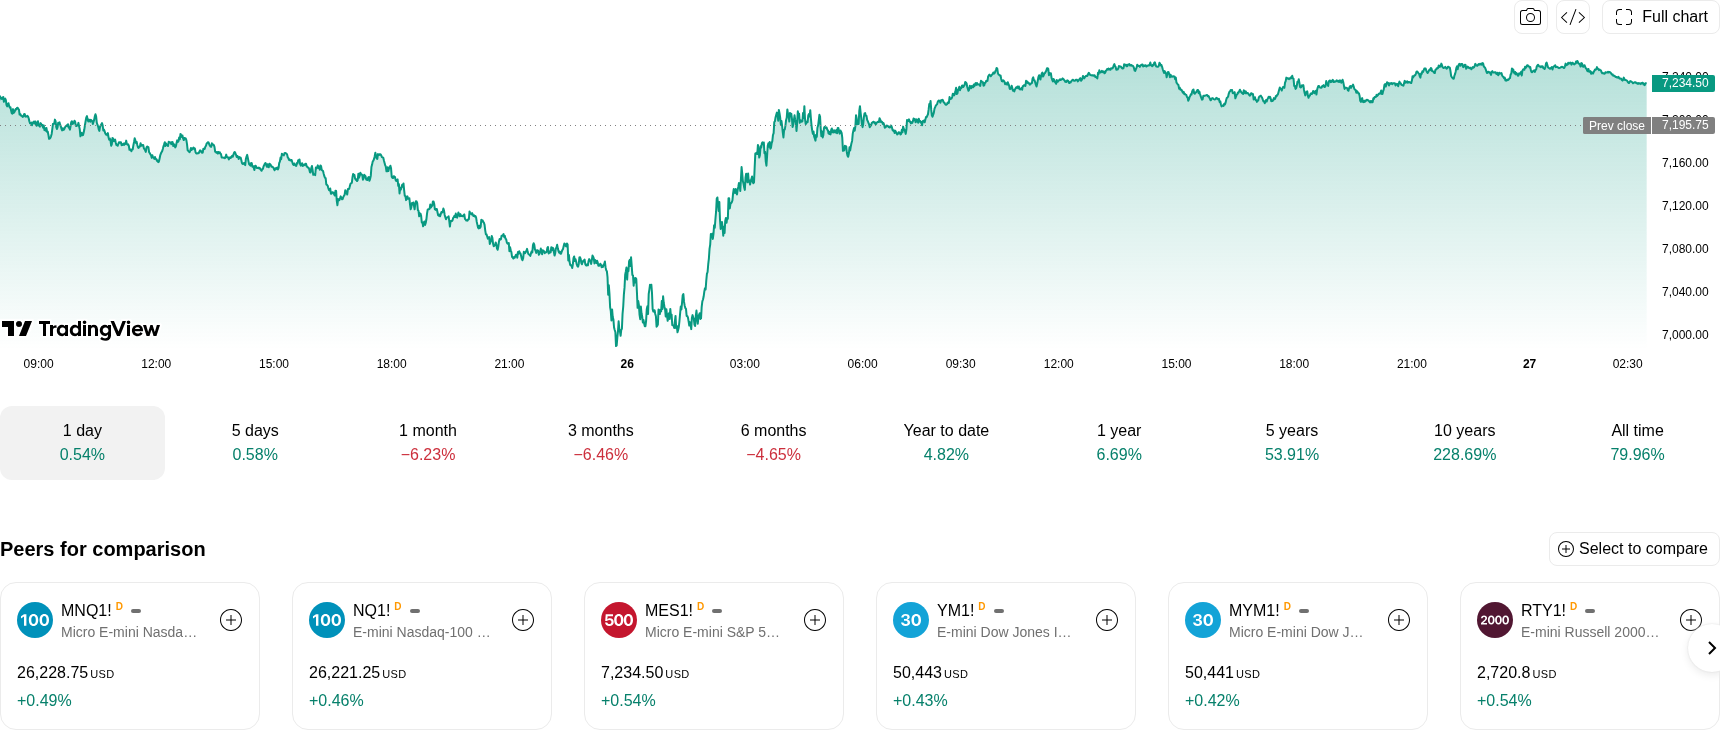 Full chart
7,234.50
Prev close 7,195.75
7,160.00
7,120.00
7,080.00
7,040.00
7,000.00
TradingView
09:00 12:00 15:00 18:00 21:00 26 03:00 06:00 09:30 12:00 15:00 18:00 21:00 27 02:30
1 day 5 days 1 month 3 months 6 months Year to date 1 year 5 years 10 years All time
0.54% 0.58% −6.23% −6.46% −4.65% 4.82% 6.69% 53.91% 228.69% 79.96%
Peers for comparison
Select to compare
100 MNQ1! D
Micro E-mini Nasda…
26,228.75 USD
+0.49%
100 NQ1! D
E-mini Nasdaq-100 …
26,221.25 USD
+0.46%
500 MES1! D
Micro E-mini S&P 5…
7,234.50 USD
+0.54%
30 YM1! D
E-mini Dow Jones I…
50,443 USD
+0.43%
30 MYM1! D
Micro E-mini Dow J…
50,441 USD
+0.42%
2000 RTY1! D
E-mini Russell 2000…
2,720.8 USD
+0.54%